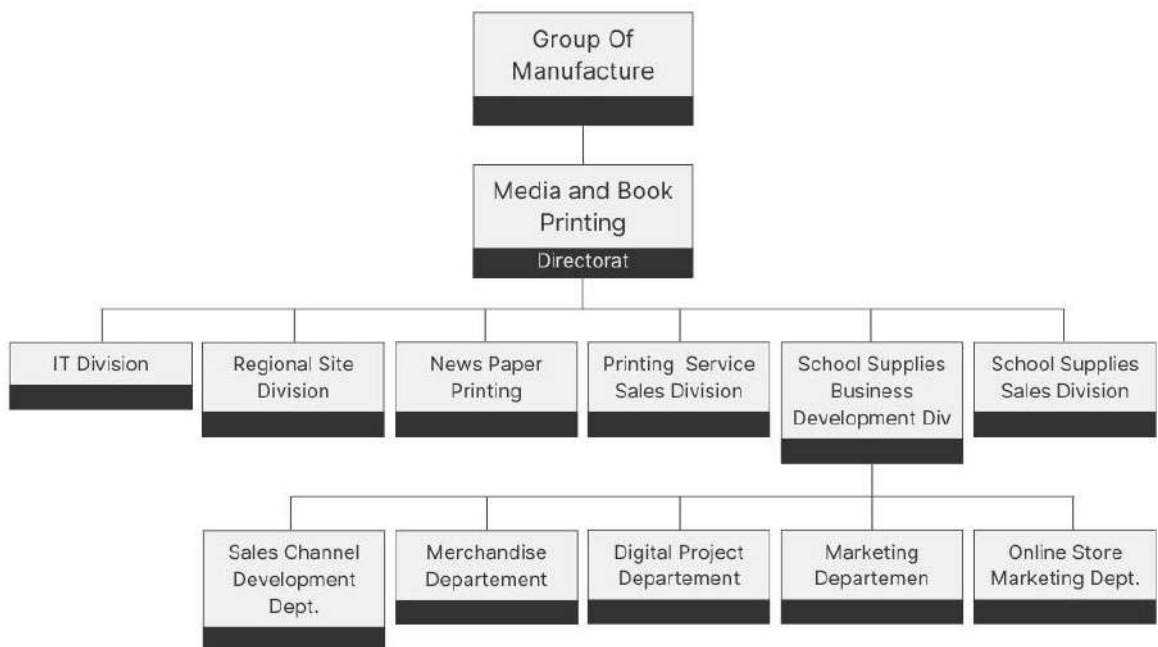 Group Of
Manufacture
Media and Book
Printing
Directorat
IT Division
Regional Site
Division
News Paper
Printing
Printing Service
Sales Division
School Supplies
Business
Development Div
School Supplies
Sales Division
Sales Channel
Development
Dept.
Merchandise
Departement
Digital Project
Departement
Marketing
Departemen
Online Store
Marketing Dept.